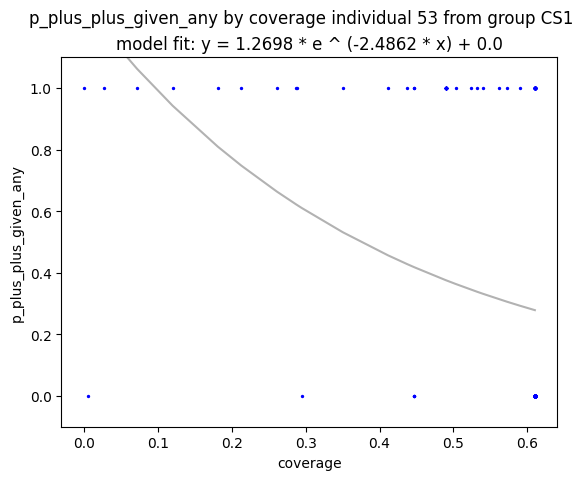 p_plus_plus_given_any by coverage individual 53 from group CS1
model fit: y = 1.2698 * e ^ (-2.4862 * x) + 0.0
1.0
0.8
0.6
0.4
0.2
0.0
p_plus_plus_given_any
0.0 0.1 0.2 0.3 0.4 0.5 0.6
coverage